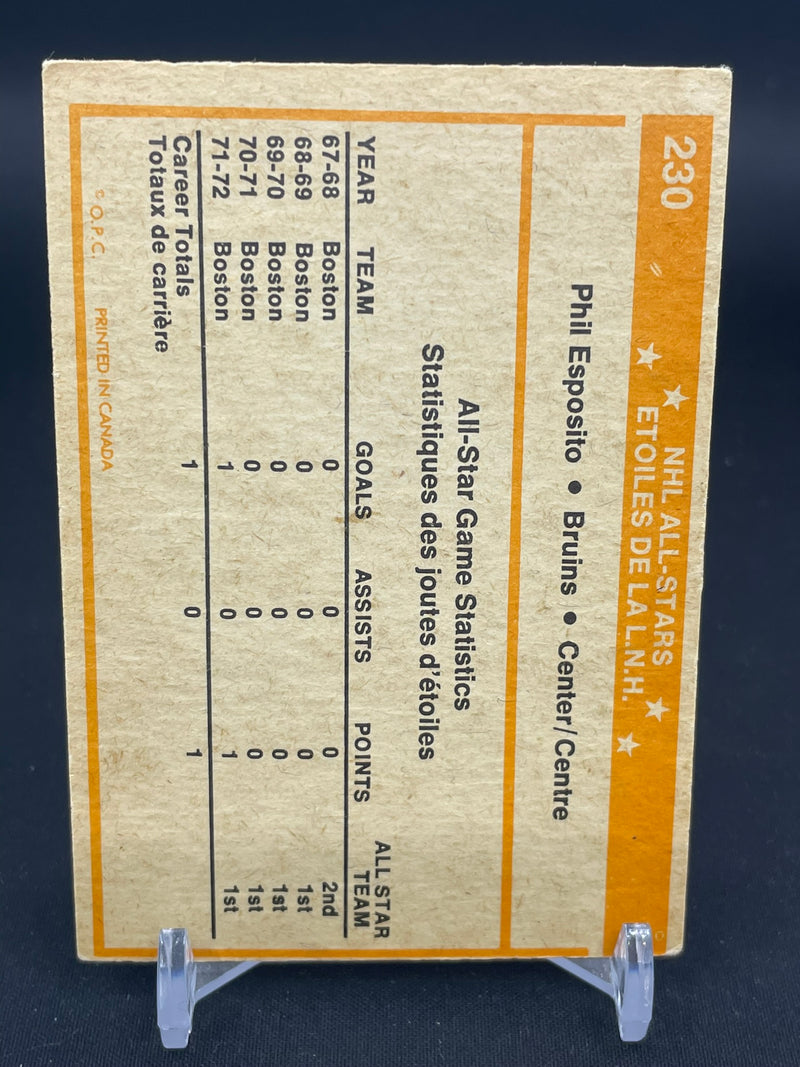 230
NHL ALL-STARS
ETOILES DE LA L.N.H.
Phil Esposito • Bruins • Center/Centre
All-Star Game Statistics
Statistiques des joutes d'étoiles
YEAR TEAM GOALS ASSISTS POINTS ALL STAR TEAM
67-68 Boston 0 0 0 2nd
68-69 Boston 0 0 0 1st
69-70 Boston 0 0 0 1st
70-71 Boston 0 0 0 1st
71-72 Boston 1 0 1 1st
Career Totals 1 0 1
Totaux de carrière
© O.P.C. PRINTED IN CANADA